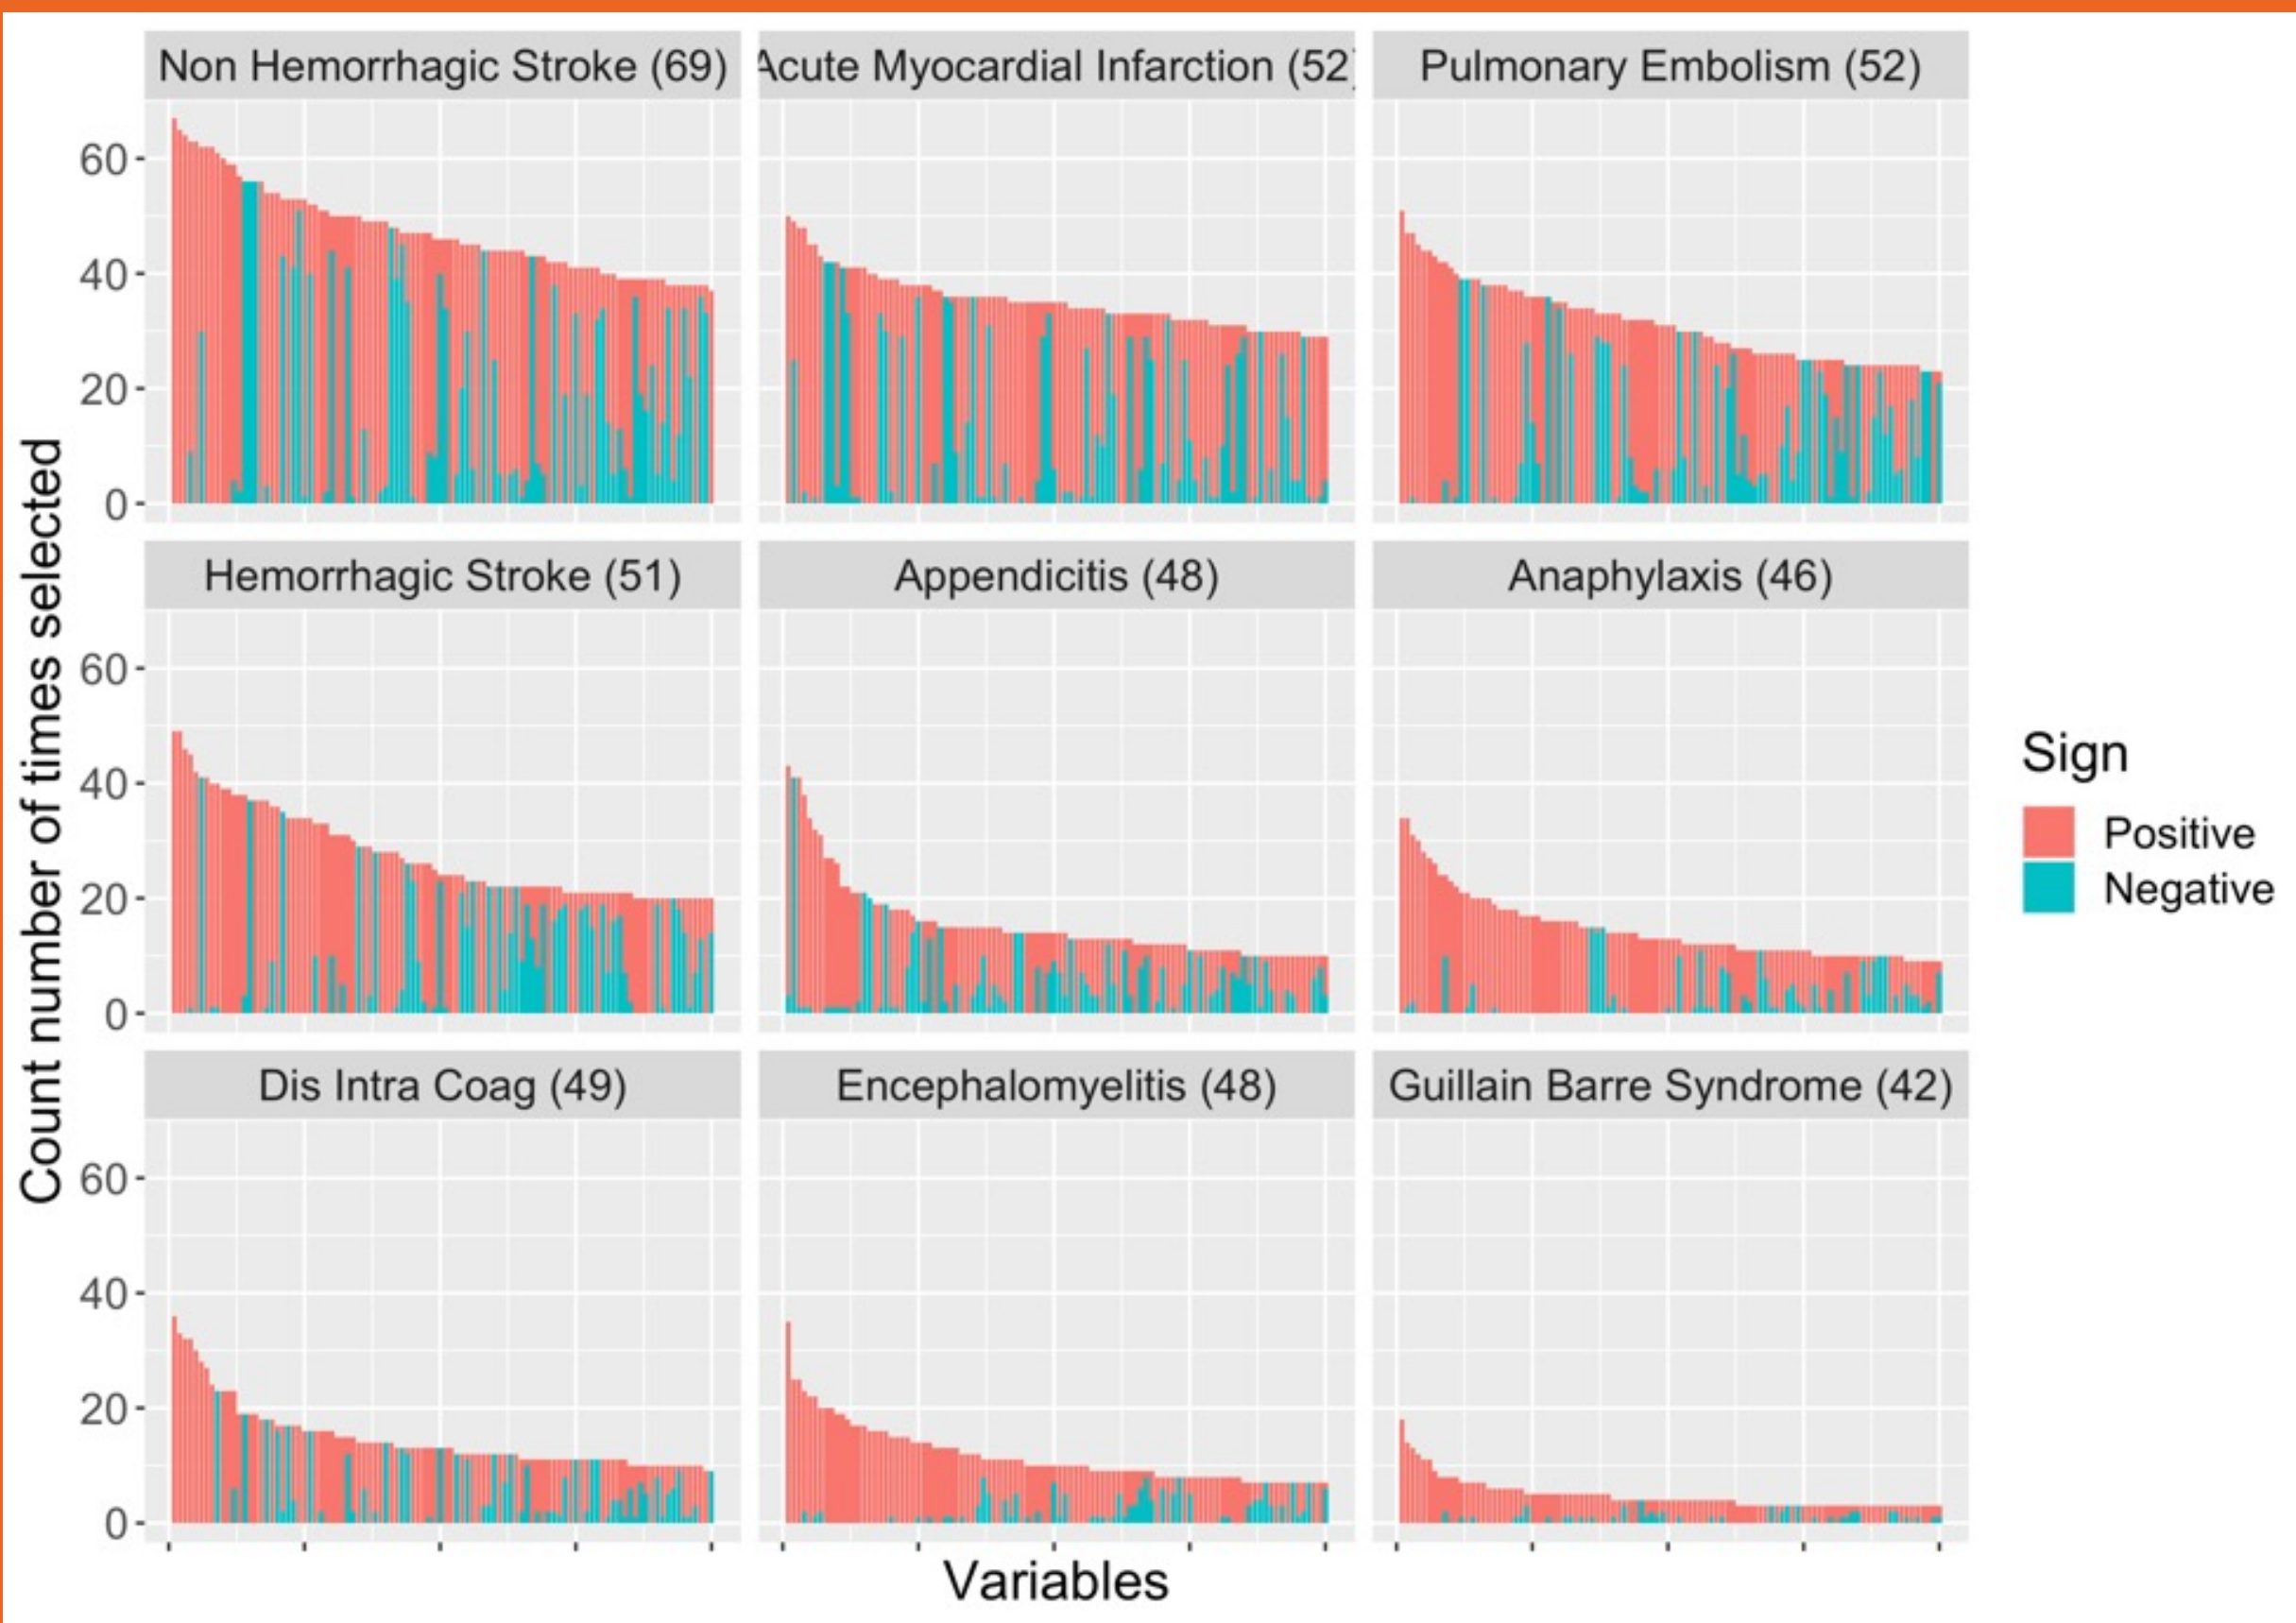 Non Hemorrhagic Stroke (69)
Acute Myocardial Infarction (52)
Pulmonary Embolism (52)
60
40
20
0
Hemorrhagic Stroke (51)
Appendicitis (48)
Anaphylaxis (46)
60
40
20
0
Dis Intra Coag (49)
Encephalomyelitis (48)
Guillain Barre Syndrome (42)
60
40
20
0
Count number of times selected
Variables
Sign
Positive
Negative